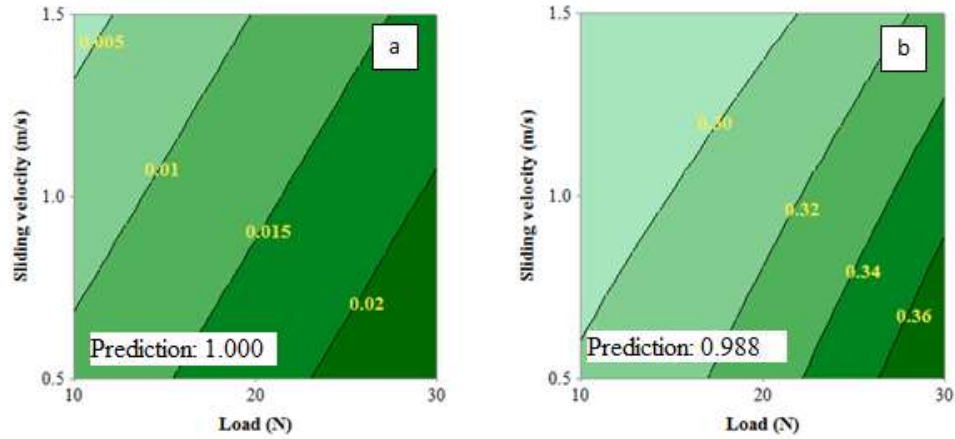 1.5
0.005
a
Sliding velocity (m/s)
1.0
0.01
0.015
0.02
Prediction: 1.000
0.5
10
20
30
Load (N)
1.5
b
0.30
Sliding velocity (m/s)
1.0
0.32
0.34
0.36
Prediction: 0.988
0.5
10
20
30
Load (N)